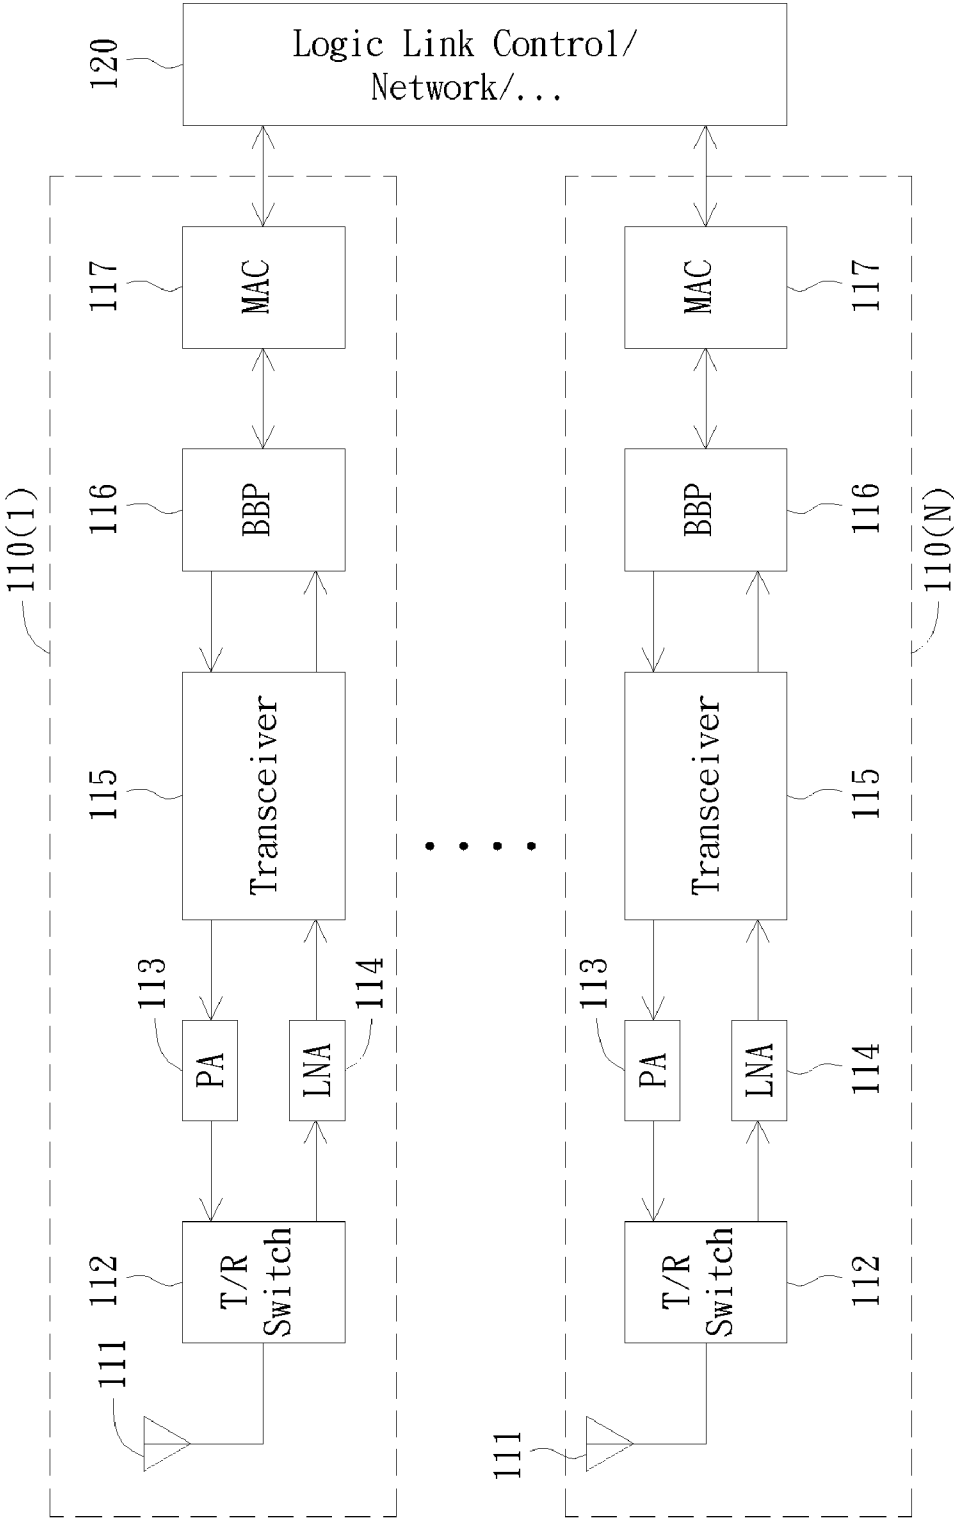 Logic Link Control/
Network/...
120
110(1)
111
112
T/R
Switch
113
PA
114
LNA
115
Transceiver
116
BBP
117
MAC
110(N)
111
112
T/R
Switch
113
PA
114
LNA
115
Transceiver
116
BBP
117
MAC